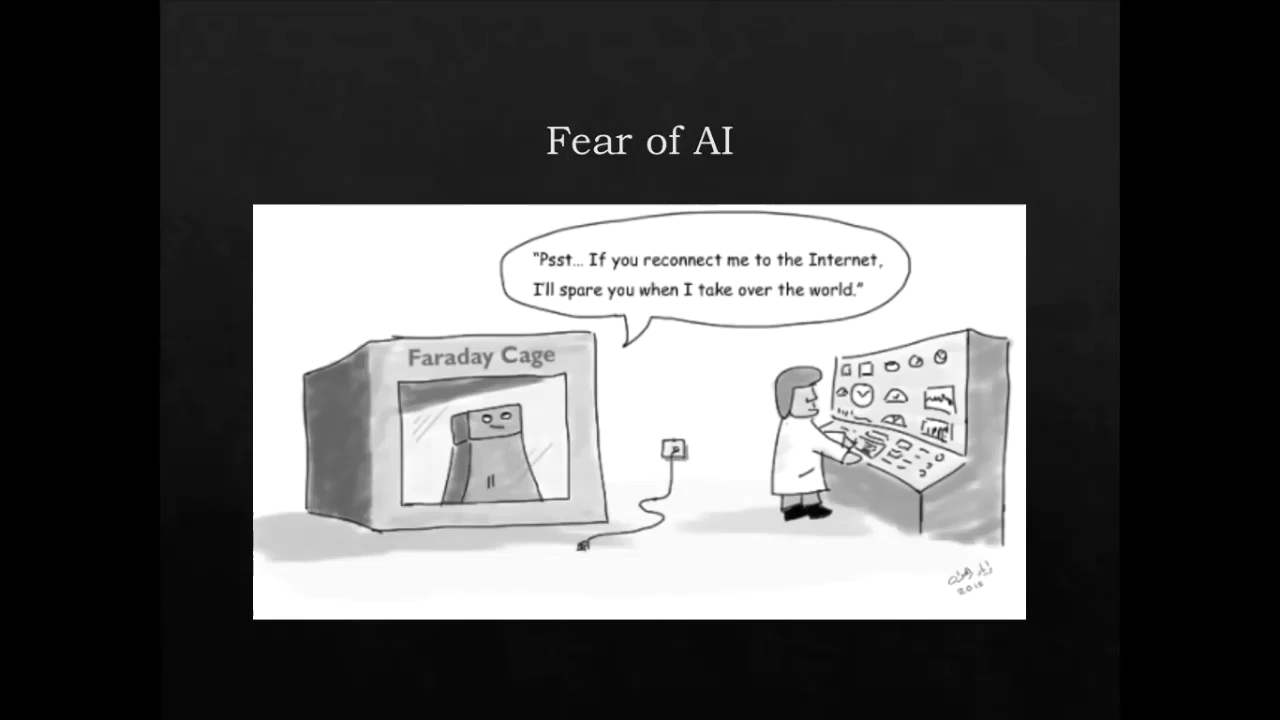 Fear of AI
“Psst... If you reconnect me to the Internet,
I’ll spare you when I take over the world.”
Faraday Cage